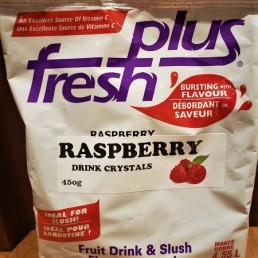 An Excellent Source Of Vitamin C
Une Excellente Source de Vitamine C
plus
fresh
BURSTING WITH
FLAVOUR
DÉBORDANT DE
SAVEUR
RASPBERRY
RASPBERRY
DRINK CRYSTALS
450g
IDEAL FOR
SLUSH!
IDÉAL POUR
BARBOTINE!
MAKES
DONNE
4.55 L
Fruit Drink & Slush